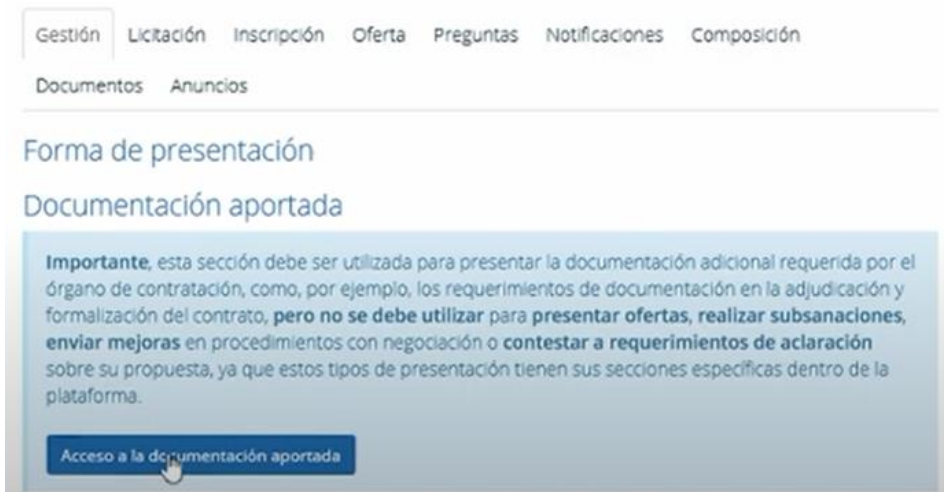 Gestión Licitación Inscripción Oferta Preguntas Notificaciones Composición
Documentos Anuncios
Forma de presentación
Documentación aportada
Importante, esta sección debe ser utilizada para presentar la documentación adicional requerida por el
órgano de contratación, como, por ejemplo, los requerimientos de documentación en la adjudicación y
formalización del contrato, pero no se debe utilizar para presentar ofertas, realizar subsanaciones,
enviar mejoras en procedimientos con negociación o contestar a requerimientos de aclaración
sobre su propuesta, ya que estos tipos de presentación tienen sus secciones específicas dentro de la
plataforma.
Acceso a la documentación aportada